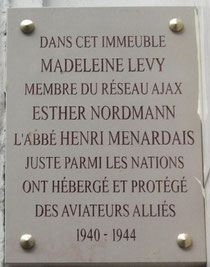 DANS CET IMMEUBLE
MADELEINE LEVY
MEMBRE DU RÉSEAU AJAX
ESTHER NORDMANN
L'ABBÉ HENRI MENARDAIS
JUSTE PARMI LES NATIONS
ONT HÉBERGÉ ET PROTÉGÉ
DES AVIATEURS ALLIÉS
1940 - 1944